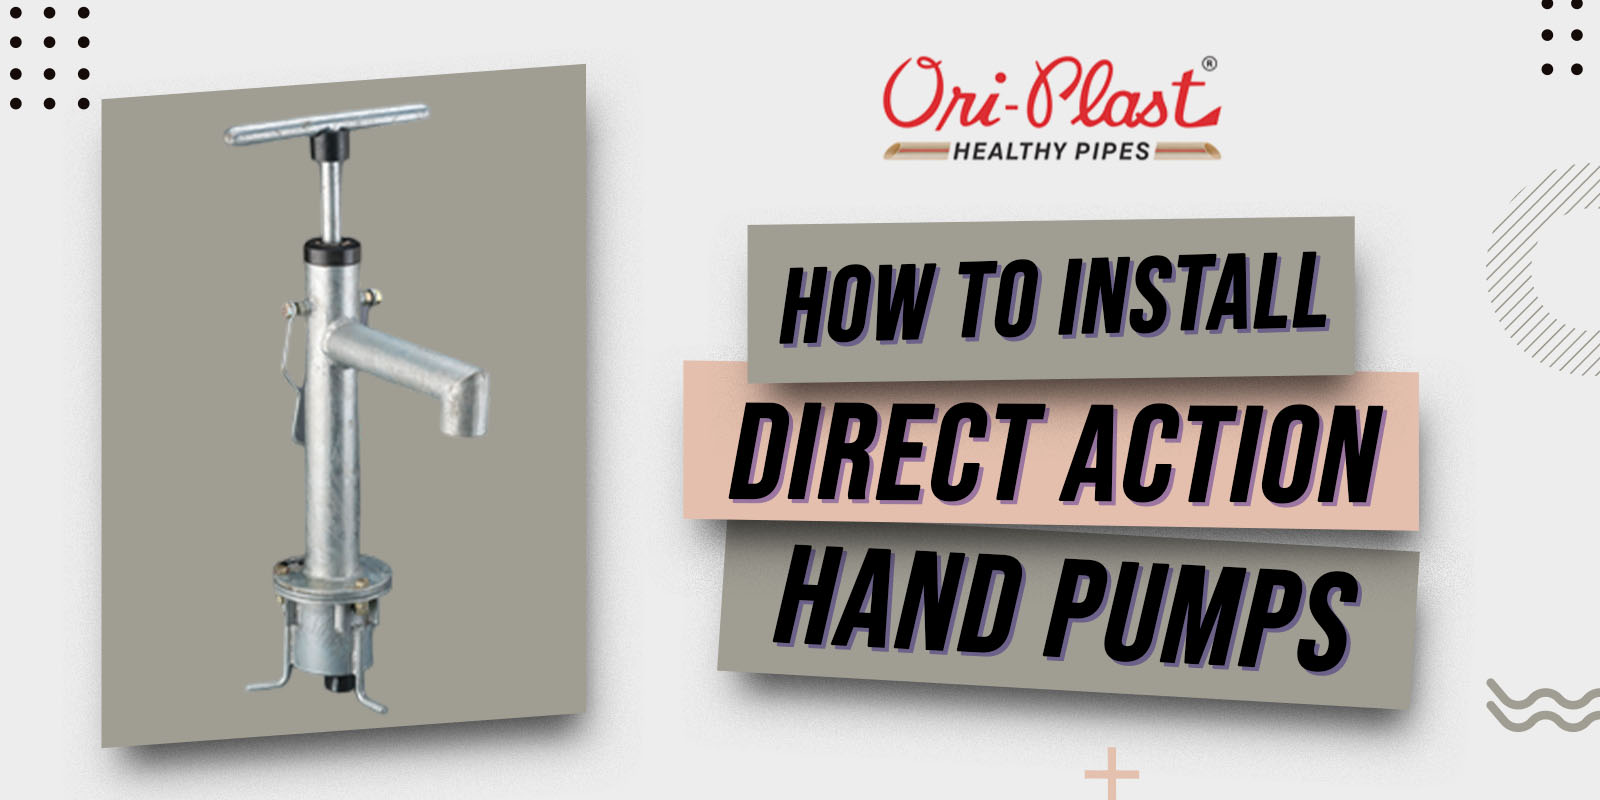 Ori-Plast®
HEALTHY PIPES
HOW TO INSTALL
DIRECT ACTION
HAND PUMPS